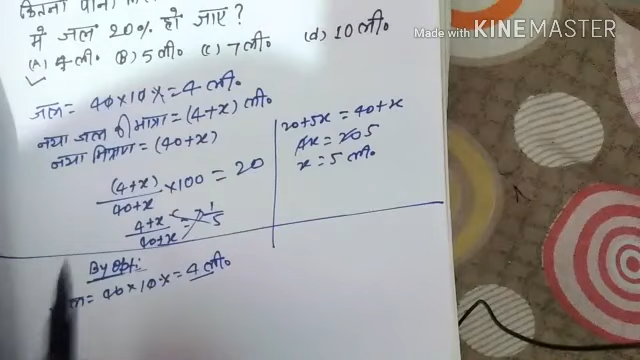 कितना पानी
में जल 20% हो जाए?
(A) 4 ली० (B) 5 ली० (c) 7 ली० (d) 10 ली०
जल = 40×10% = 4 ली०
नया जल की मात्रा = (4+x) ली०
नया मिश्रण = (40+x)
(4+x)/40+x ×100 = 20
4+x/40+x = 1/5
20+5x = 40+x
4x = 20 5
x = 5 ली०
By opt:
= 40×10% = 4 ली०
Made with KINEMASTER